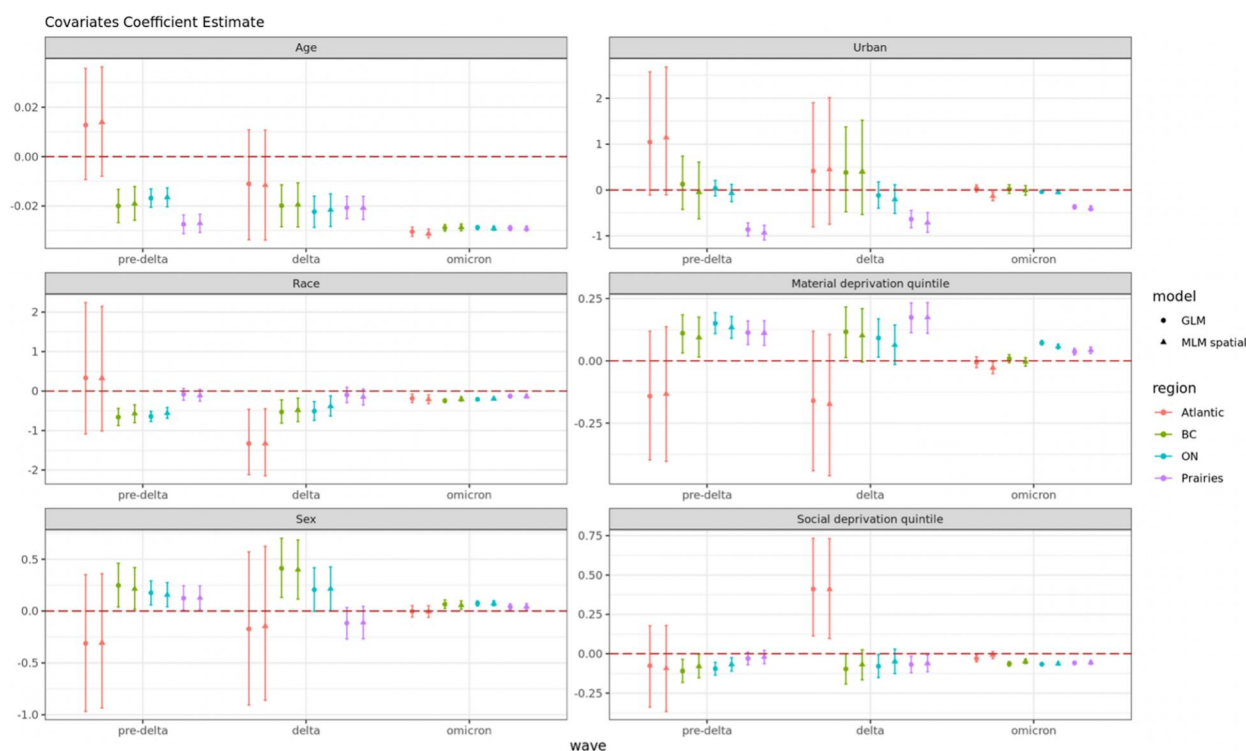 Covariates Coefficient Estimate
Age
0.02
0.00
-0.02
pre-delta
delta
omicron
Urban
2
1
0
-1
pre-delta
delta
omicron
Race
2
1
0
-1
-2
pre-delta
delta
omicron
Material deprivation quintile
0.25
0.00
-0.25
pre-delta
delta
omicron
Sex
0.5
0.0
-0.5
-1.0
pre-delta
delta
omicron
Social deprivation quintile
0.75
0.50
0.25
0.00
-0.25
pre-delta
delta
omicron
wave
model
GLM
MLM spatial
region
Atlantic
BC
ON
Prairies